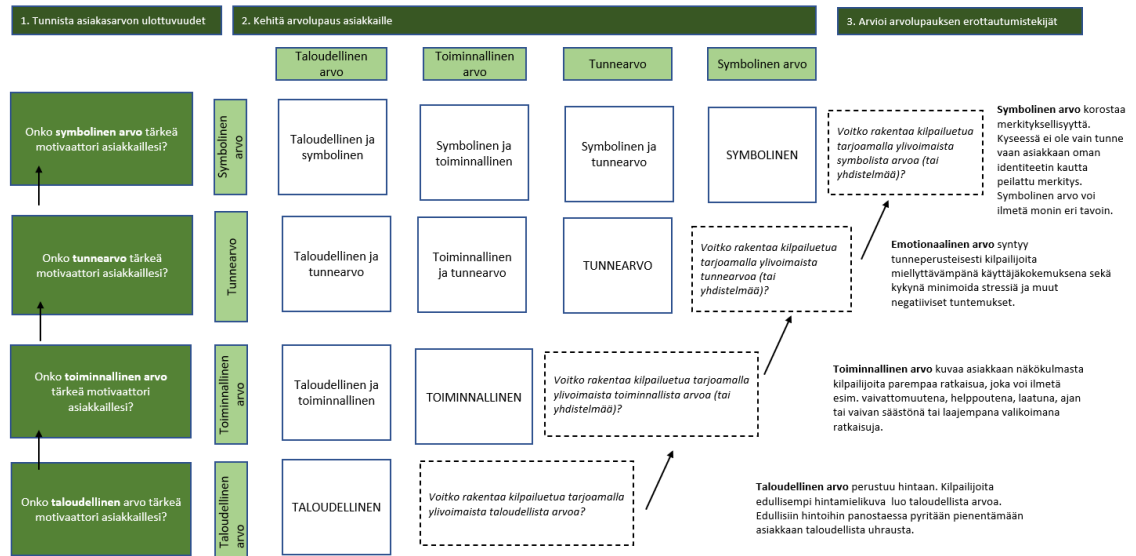 1. Tunnista asiakasarvon ulottuvuudet
2. Kehitä arvolupaus asiakkaille
3. Arvioi arvolupauksen erottautumistekijät
Taloudellinen
arvo
Toiminnallinen
arvo
Tunnearvo
Symbolinen arvo
Onko symbolinen arvo tärkeä
motivaattori asiakkaillesi?
Symbolinen
arvo
Taloudellinen ja
symbolinen
Symbolinen ja
toiminnallinen
Symbolinen ja
tunnearvo
SYMBOLINEN
Voitko rakentaa kilpailuetua
tarjoamalla ylivoimaista
symbolista arvoa (tai
yhdistelmää)?
Symbolinen arvo korostaa
merkityksellisyyttä.
Kyseessä ei ole vain tunne
vaan asiakkaan oman
identiteetin kautta
peilattu merkitys.
Symbolinen arvo voi
ilmetä monin eri tavoin.
Onko tunnearvo tärkeä
motivaattori asiakkaillesi?
Tunnearvo
Taloudellinen ja
tunnearvo
Toiminnallinen
ja tunnearvo
TUNNEARVO
Voitko rakentaa kilpailuetua
tarjoamalla ylivoimaista
tunnearvoa (tai
yhdistelmää)?
Emotionaalinen arvo syntyy
tunneperusteisesti kilpailijoita
miellyttävämpänä käyttäjäkokemuksena sekä
kykynä minimoida stressiä ja muut
negatiiviset tuntemukset.
Onko toiminnallinen arvo
tärkeä motivaattori
asiakkaillesi?
Toiminnallinen
arvo
Taloudellinen ja
toiminnallinen
TOIMINNALLINEN
Voitko rakentaa kilpailuetua tarjoamalla
ylivoimaista toiminnallista arvoa (tai
yhdistelmää)?
Toiminnallinen arvo kuvaa asiakkaan näkökulmasta
kilpailijoita parempaa ratkaisua, joka voi ilmetä
esim. vaivattomuutena, helppoutena, laatuna, ajan
tai vaivan säästönä tai laajempana valikoimana
ratkaisuja.
Onko taloudellinen arvo tärkeä
motivaattori asiakkaillesi?
Taloudellinen
arvo
TALOUDELLINEN
Voitko rakentaa kilpailuetua tarjoamalla
ylivoimaista taloudellista arvoa?
Taloudellinen arvo perustuu hintaan. Kilpailijoita
edullisempi hintamielikuva luo taloudellista arvoa.
Edullisiin hintoihin panostaessa pyritään pienentämään
asiakkaan taloudellista uhrausta.